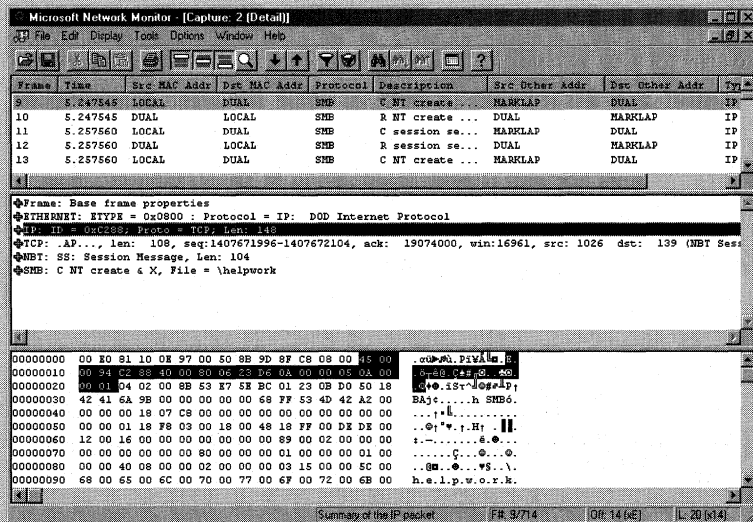 Microsoft Network Monitor - [Capture: 2 (Detail)]
File Edit Display Tools Options Window Help
Frame Time Src MAC Addr Dst MAC Addr Protocol Description Src Other Addr Dst Other Addr Ty
9 5.247545 LOCAL DUAL SMB C NT create ... MARKLAP DUAL IP
10 5.247545 DUAL LOCAL SMB R NT create ... DUAL MARKLAP IP
11 5.257560 LOCAL DUAL SMB C session se... MARKLAP DUAL IP
12 5.257560 DUAL LOCAL SMB R session se... DUAL MARKLAP IP
13 5.257560 LOCAL DUAL SMB C NT create ... MARKLAP DUAL IP
Frame: Base frame properties
ETHERNET: ETYPE = 0x0800 : Protocol = IP: DOD Internet Protocol
IP: ID = 0xC288; Proto = TCP; Len: 148
TCP: .AP..., len: 108, seq:1407671996-1407672104, ack: 19074000, win:16961, src: 1026 dst: 139 (NBT Sess
NBT: SS: Session Message, Len: 104
SMB: C NT create & X, File = \helpwork
00000000 00 E0 81 10 0E 97 00 50 8B 9D 8F C8 08 00 45 00
00000010 00 94 C2 88 40 00 80 06 23 D6 0A 00 00 05 0A 00
00000020 00 01 04 02 00 8B 53 E7 5E BC 01 23 0B D0 50 18
00000030 42 41 6A 9B 00 00 00 00 00 68 FF 53 4D 42 A2 00 BAj¢.....h SMBó.
00000040 00 00 00 18 07 C8 00 00 00 00 00 00 00 00 00 00
00000050 00 00 01 18 F8 03 00 18 00 48 18 FF 00 DE DE 00
00000060 12 00 16 00 00 00 00 00 00 00 89 00 02 00 00 00
00000070 00 00 00 00 00 80 00 00 00 01 00 00 00 01 00
00000080 00 00 40 08 00 00 02 00 00 00 03 15 00 00 5C 00
00000090 68 00 65 00 6C 00 70 00 77 00 6F 00 72 00 6B 00 h.e.l.p.w.o.r.k.
Summary of the IP packet F#: 9/714 Off: 14 (xE) L: 20 (x14)